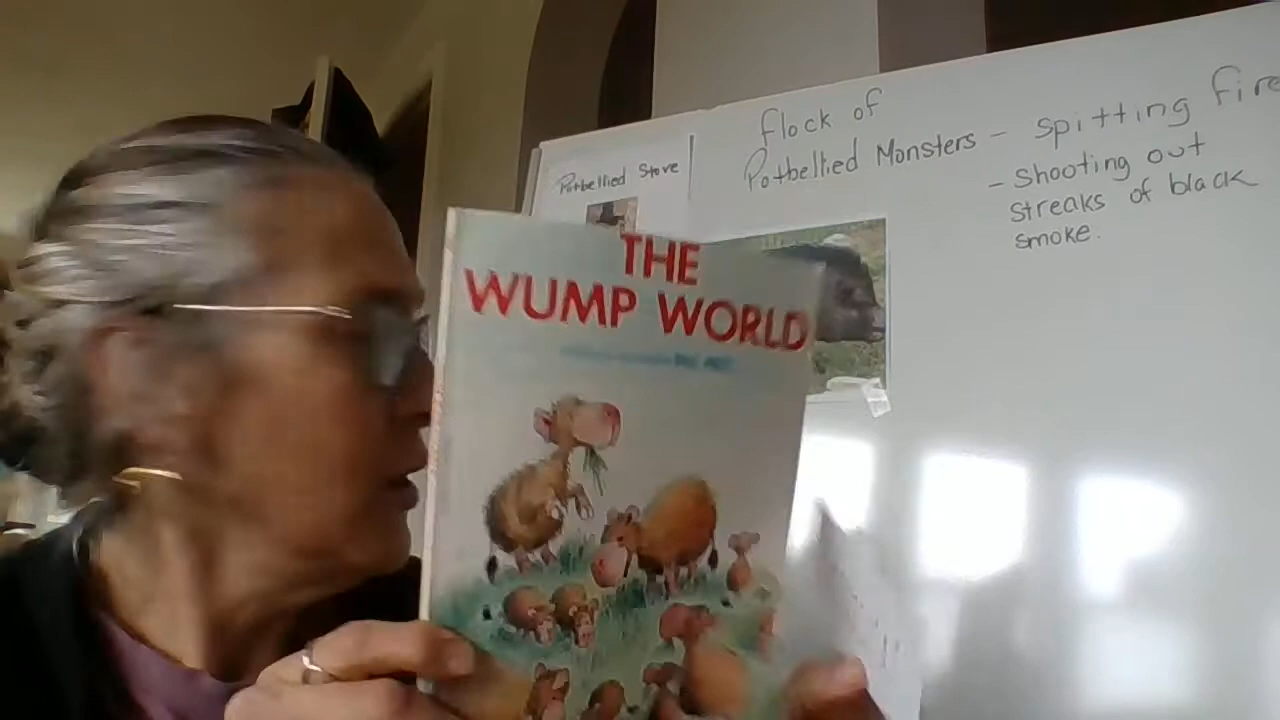 flock of
Potbellied Monsters - Spitting fire
- Shooting out
streaks of black
smoke.
Potbellied Stove
THE
WUMP WORLD